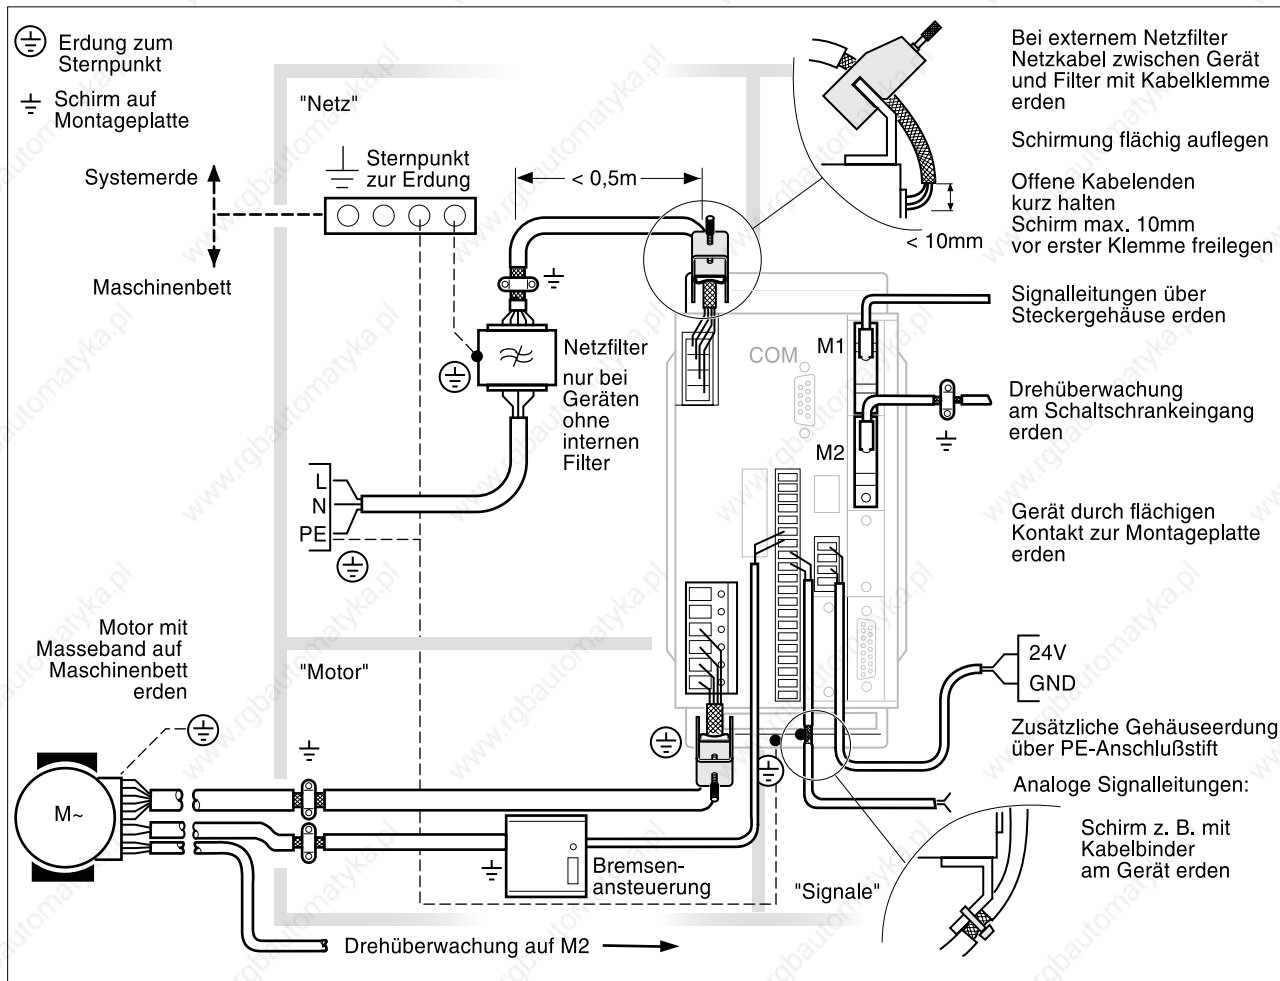 Erdung zum
Sternpunkt
Schirm auf
Montageplatte
Systemerde
Maschinenbett
"Netz"
Sternpunkt
zur Erdung
< 0,5m
Netzfilter
nur bei
Geräten
ohne
internen
Filter
L
N
PE
COM
M1
M2
< 10mm
Bei externem Netzfilter
Netzkabel zwischen Gerät
und Filter mit Kabelklemme
erden
Schirmung flächig auflegen
Offene Kabelenden
kurz halten
Schirm max. 10mm
vor erster Klemme freilegen
Signalleitungen über
Steckergehäuse erden
Drehüberwachung
am Schaltschrankeingang
erden
Gerät durch flächigen
Kontakt zur Montageplatte
erden
24V
GND
Zusätzliche Gehäuseerdung
über PE-Anschlußstift
Analoge Signalleitungen:
Schirm z. B. mit
Kabelbinder
am Gerät erden
Motor mit
Masseband auf
Maschinenbett
erden
"Motor"
M~
Bremsen-
ansteuerung
"Signale"
Drehüberwachung auf M2
www.rgbautomatyka.pl